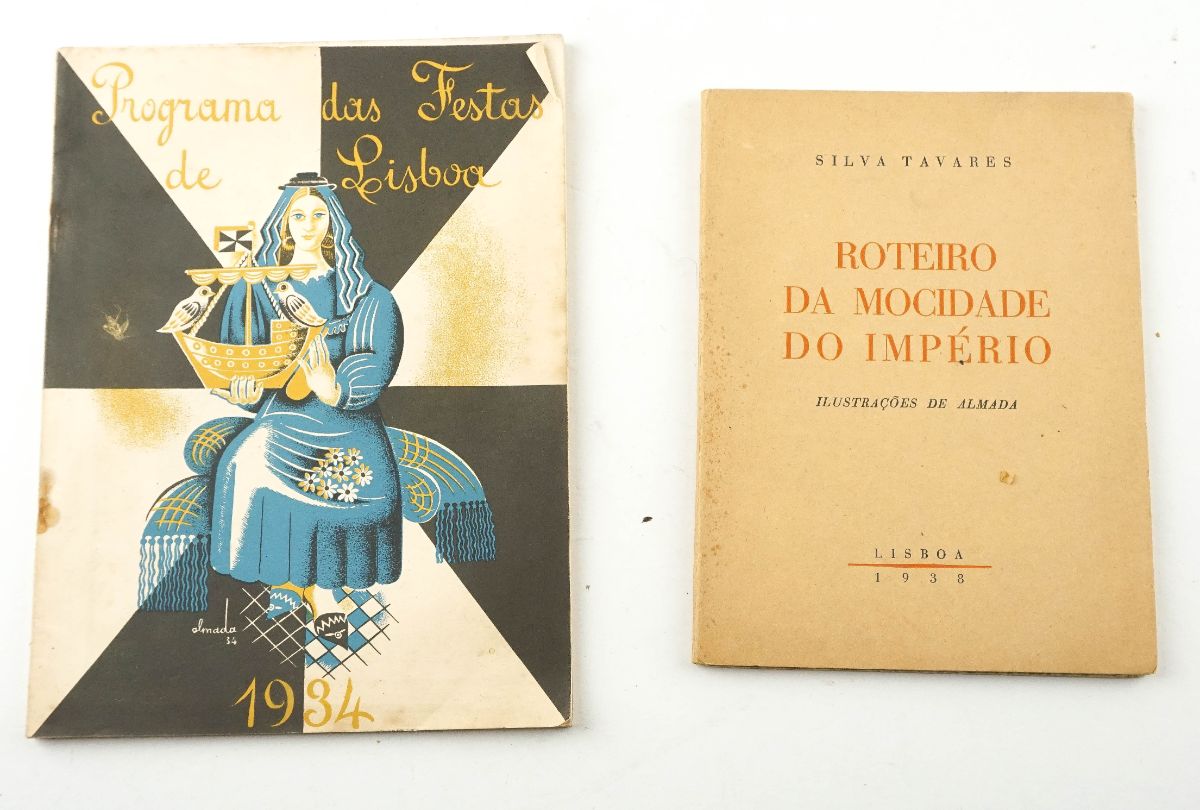 Programa das Festas
de Lisboa
almada
34
1934
SILVA TAVARES
ROTEIRO
DA MOCIDADE
DO IMPÉRIO
ILUSTRAÇÕES DE ALMADA
LISBOA
1938